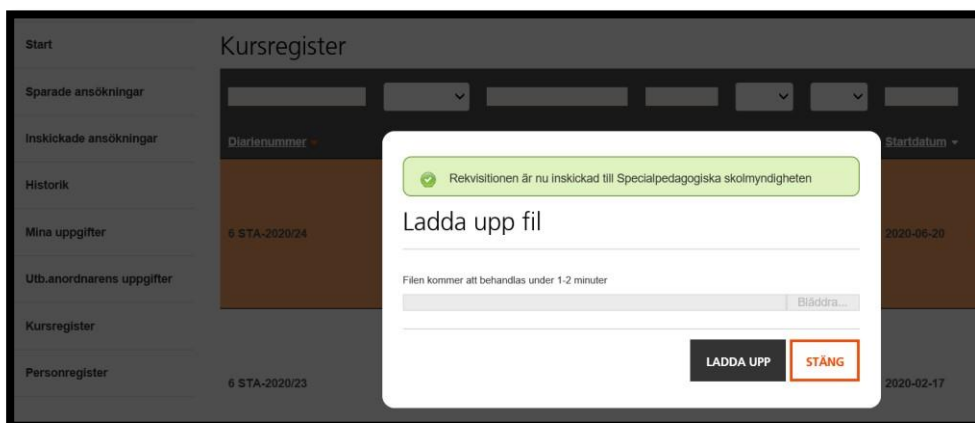 Start
Kursregister
Sparade ansökningar
Inskickade ansökningar
Diarienummer
Startdatum
Rekvisitionen är nu inskickad till Specialpedagogiska skolmyndigheten
Historik
Ladda upp fil
Mina uppgifter
6 STA-2020/24
2020-06-20
Utb.anordnarens uppgifter
Filen kommer att behandlas under 1-2 minuter
Bläddra...
Kursregister
LADDA UPP
STÄNG
Personregister
6 STA-2020/23
2020-02-17